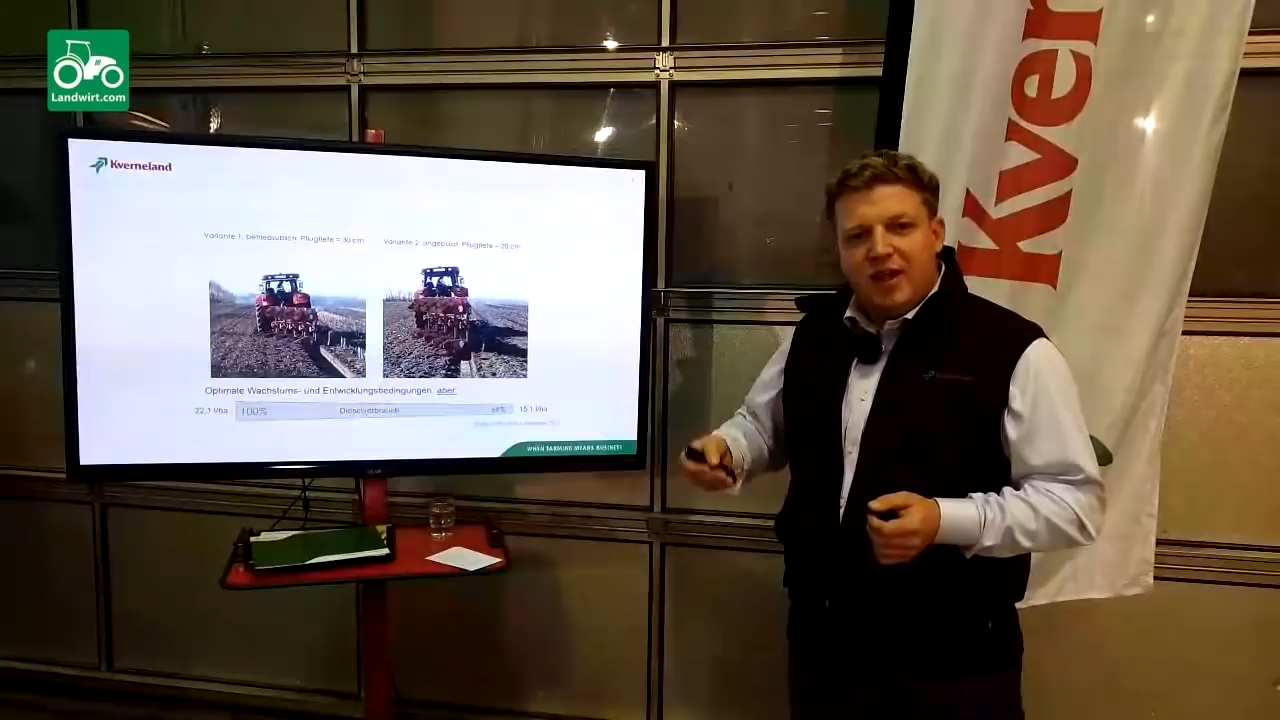 Landwirt.com
Kverneland
Variante 1: betriebsüblich: Pflugtiefe = 30 cm
Variante 2: angepasst: Pflugtiefe = 20 cm
Optimale Wachstums- und Entwicklungsbedingungen, aber:
22,1 l/ha 100% Dieselverbrauch 68% 15,1 l/ha
WHEN FARMING MEANS BUSINESS
Kver